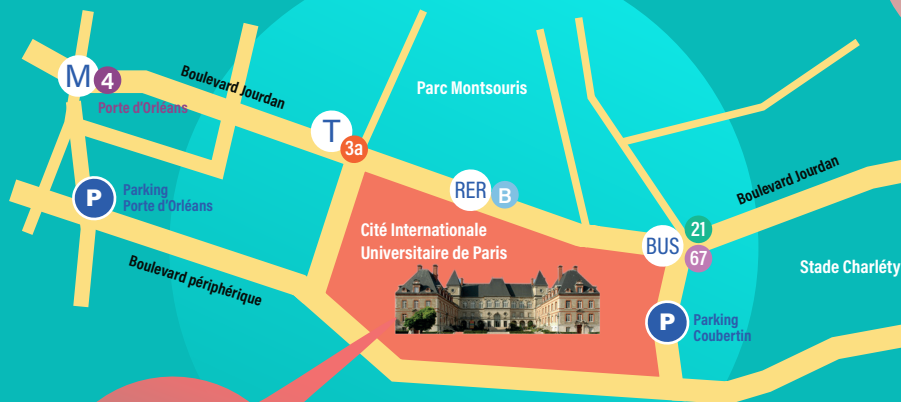 M
4
Porte d'Orléans
Boulevard Jourdan
Parc Montsouris
T
3a
P
Parking
Porte d'Orléans
RER
B
Boulevard Jourdan
Cité Internationale
Universitaire de Paris
BUS
21
67
Stade Charléty
Boulevard périphérique
P
Parking
Coubertin